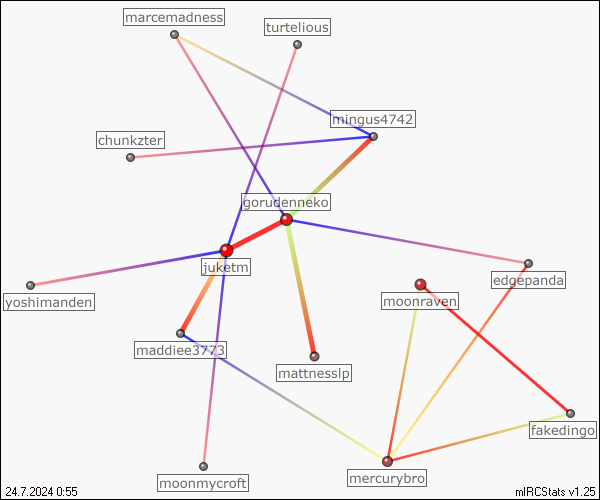 marcemadness
turtelious
mingus4742
chunkzter
gorudenneko
juketm
edgepanda
yoshimanden
moonraven
maddiee3773
mattnesslp
fakedingo
moonmycroft
mercurybro
24.7.2024 0:55
mIRCStats v1.25